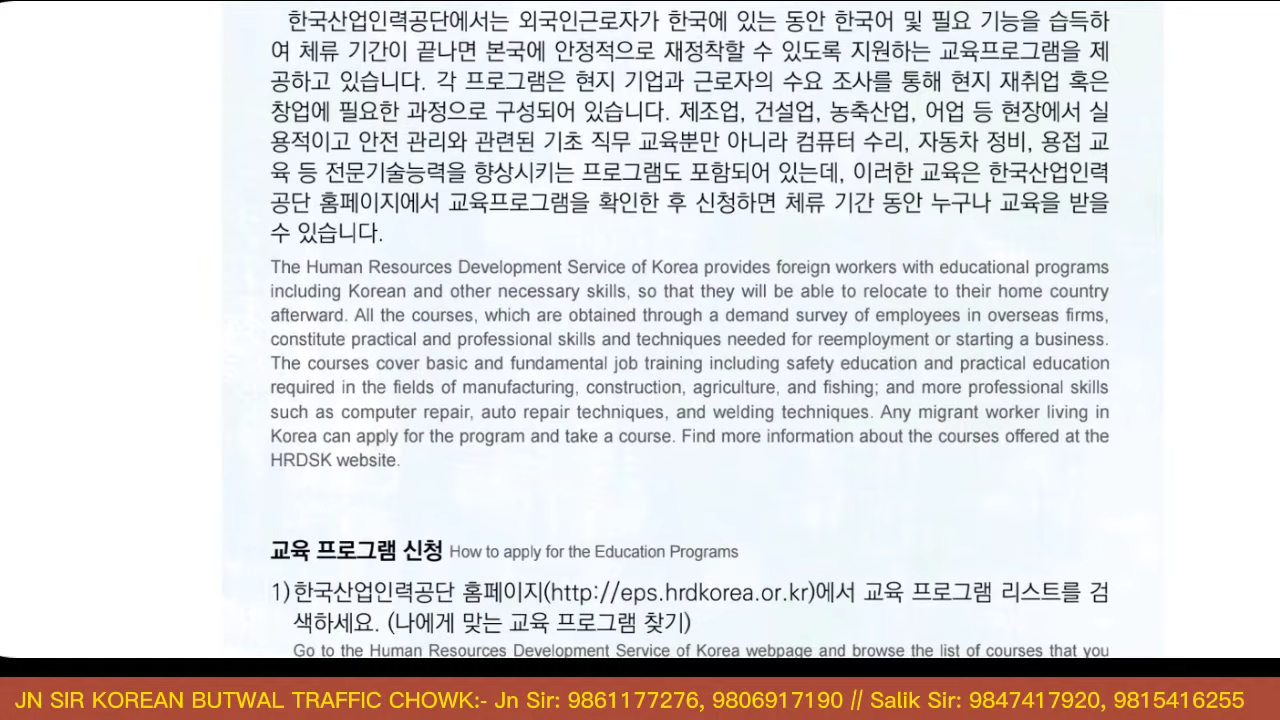 한국산업인력공단에서는 외국인근로자가 한국에 있는 동안 한국어 및 필요 기능을 습득하
여 체류 기간이 끝나면 본국에 안정적으로 재정착할 수 있도록 지원하는 교육프로그램을 제
공하고 있습니다. 각 프로그램은 현지 기업과 근로자의 수요 조사를 통해 현지 재취업 혹은
창업에 필요한 과정으로 구성되어 있습니다. 제조업, 건설업, 농축산업, 어업 등 현장에서 실
용적이고 안전 관리와 관련된 기초 직무 교육뿐만 아니라 컴퓨터 수리, 자동차 정비, 용접 교
육 등 전문기술능력을 향상시키는 프로그램도 포함되어 있는데, 이러한 교육은 한국산업인력
공단 홈페이지에서 교육프로그램을 확인한 후 신청하면 체류 기간 동안 누구나 교육을 받을
수 있습니다.
The Human Resources Development Service of Korea provides foreign workers with educational programs
including Korean and other necessary skills, so that they will be able to relocate to their home country
afterward. All the courses, which are obtained through a demand survey of employees in overseas firms,
constitute practical and professional skills and techniques needed for reemployment or starting a business.
The courses cover basic and fundamental job training including safety education and practical education
required in the fields of manufacturing, construction, agriculture, and fishing; and more professional skills
such as computer repair, auto repair techniques, and welding techniques. Any migrant worker living in
Korea can apply for the program and take a course. Find more information about the courses offered at the
HRDSK website.
교육 프로그램 신청 How to apply for the Education Programs
1) 한국산업인력공단 홈페이지(http://eps.hrdkorea.or.kr)에서 교육 프로그램 리스트를 검
색하세요. (나에게 맞는 교육 프로그램 찾기)
Go to the Human Resources Development Service of Korea webpage and browse the list of courses that you
JN SIR KOREAN BUTWAL TRAFFIC CHOWK:- Jn Sir: 9861177276, 9806917190 // Salik Sir: 9847417920, 9815416255